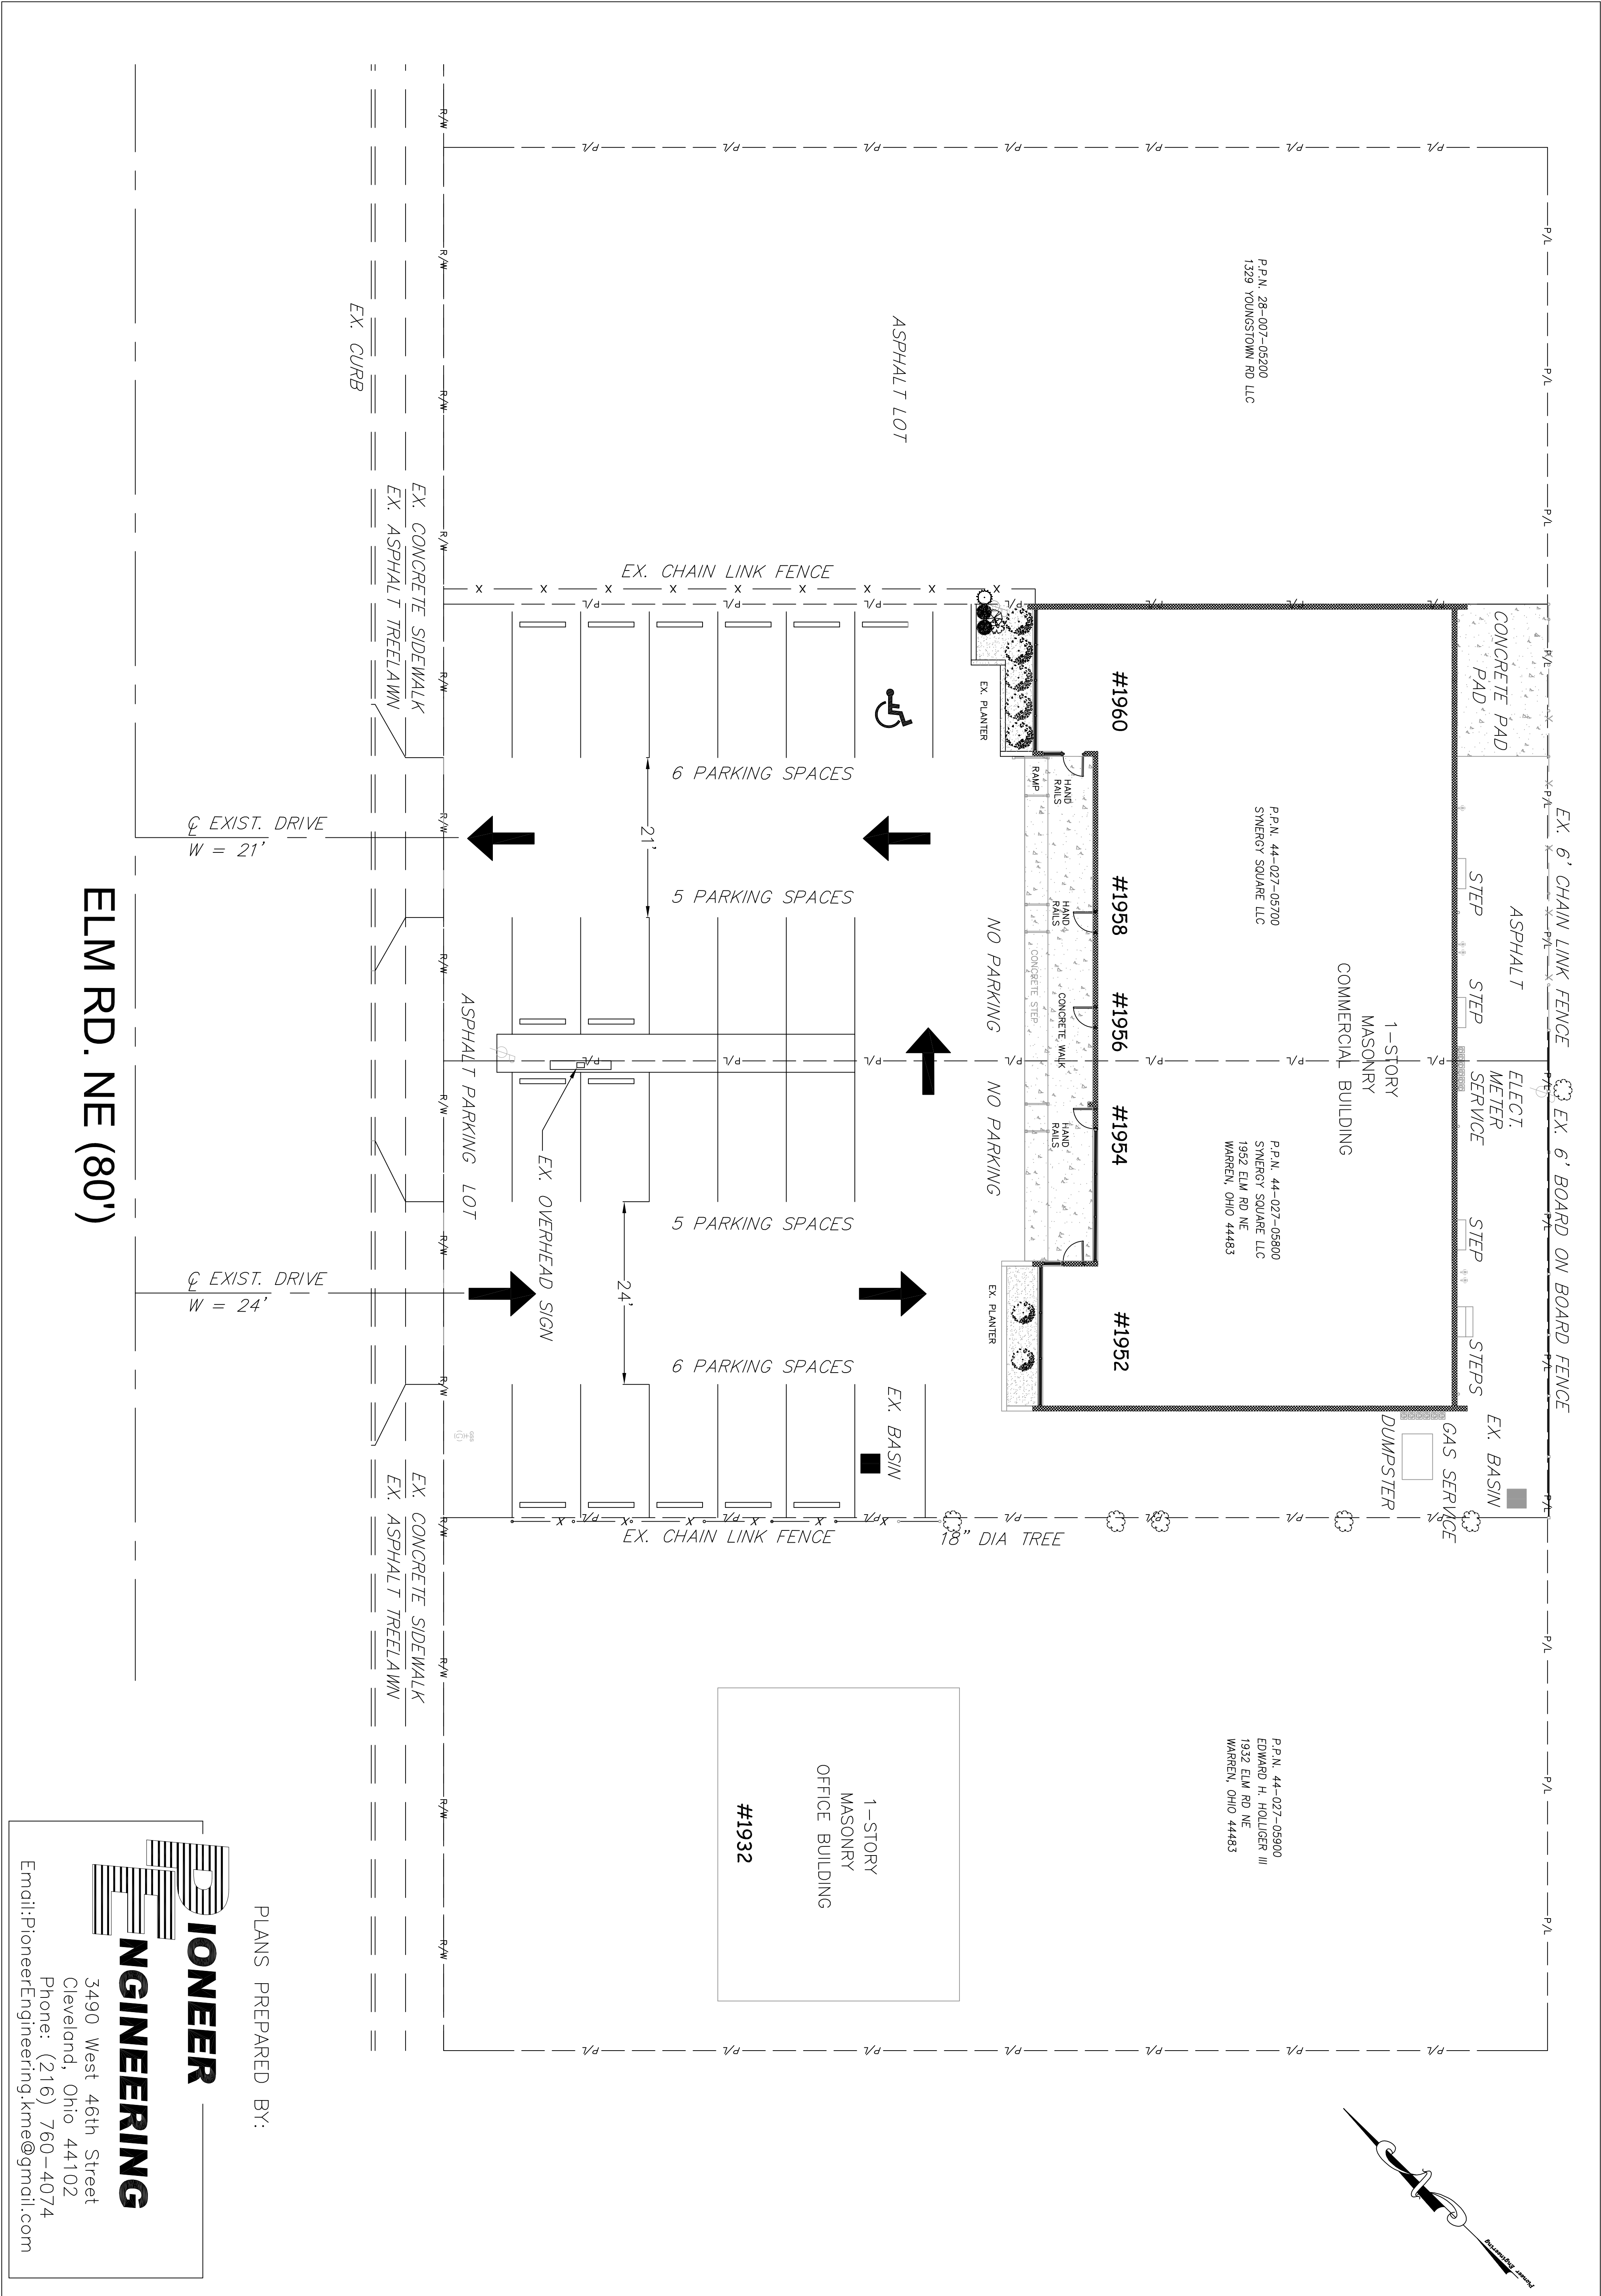 EX. 6' CHAIN LINK FENCE
EX. 6' BOARD ON BOARD FENCE
CONCRETE PAD
PAD
ASPHALT
STEP
STEP
ELECT.
METER
SERVICE
STEP
STEPS
EX. BASIN
GAS SERVICE
DUMPSTER
P.P.N. 28-007-05200
1329 YOUNGSTOWN RD LLC
P.P.N. 44-027-05700
SYNERGY SQUARE LLC
1-STORY
MASONRY
COMMERCIAL BUILDING
P.P.N. 44-027-05800
SYNERGY SQUARE LLC
1952 ELM RD NE
WARREN, OHIO 44483
P.P.N. 44-027-05900
EDWARD H. HOLLIGER III
1932 ELM RD NE
WARREN, OHIO 44483
#1960
#1958
#1956
#1954
#1952
HAND
RAILS
RAMP
HAND
RAILS
CONCRETE WALK
CONCRETE STEP
HAND
RAILS
EX. PLANTER
EX. PLANTER
NO PARKING
NO PARKING
18" DIA TREE
ASPHALT LOT
EX. BASIN
1-STORY
MASONRY
OFFICE BUILDING
#1932
6 PARKING SPACES
5 PARKING SPACES
5 PARKING SPACES
6 PARKING SPACES
EX. CHAIN LINK FENCE
EX. CHAIN LINK FENCE
21'
24'
EX. OVERHEAD SIGN
ASPHALT PARKING LOT
GAS
EX. CONCRETE SIDEWALK
EX. ASPHALT TREELAWN
EX. CONCRETE SIDEWALK
EX. ASPHALT TREELAWN
EX. CURB
P/L
R/W
X
℄ EXIST. DRIVE
W = 21'
℄ EXIST. DRIVE
W = 24'
ELM RD. NE (80')
PLANS PREPARED BY:
PIONEER
ENGINEERING
3490 West 46th Street
Cleveland, Ohio 44102
Phone: (216) 760-4074
Email:PioneerEngineering.kme@gmail.com
Pioneer Engineering